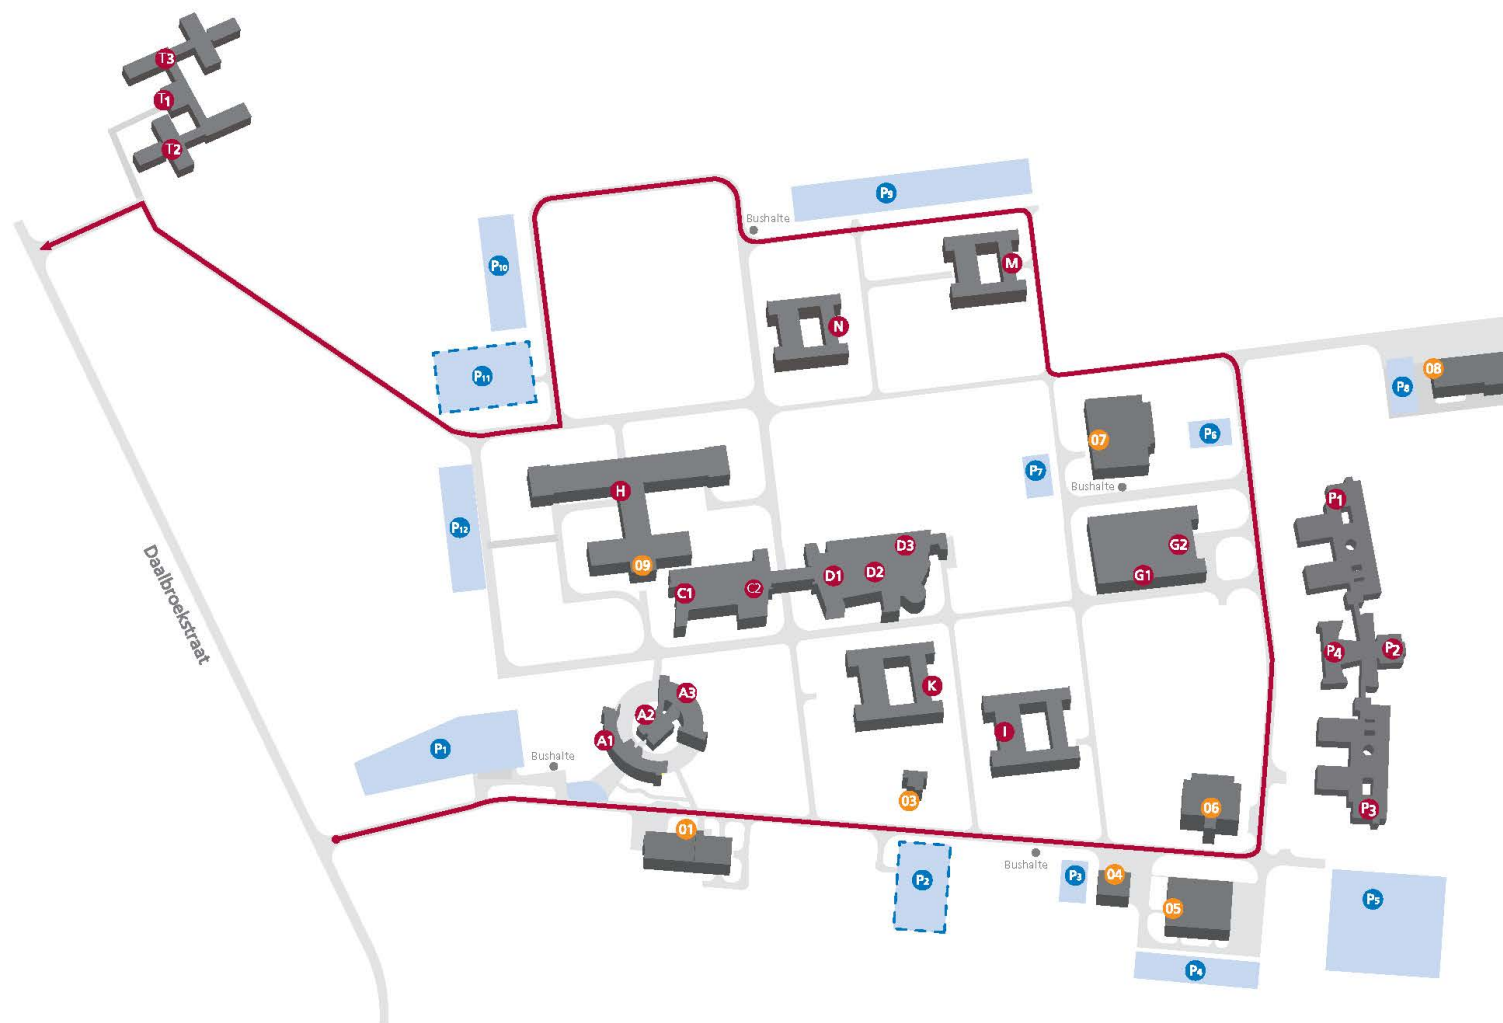 T3
T1
T2
P9
Bushalte
P10
M
N
P11
08
P8
07
P6
P7
Bushalte
H
P12
P1
D3
G2
09
D1
D2
G1
C1
C2
Daalbroekstraat
P4
P2
K
A3
A2
A1
I
P1
Bushalte
03
06
P3
01
Bushalte
P2
P3
04
05
P5
P4